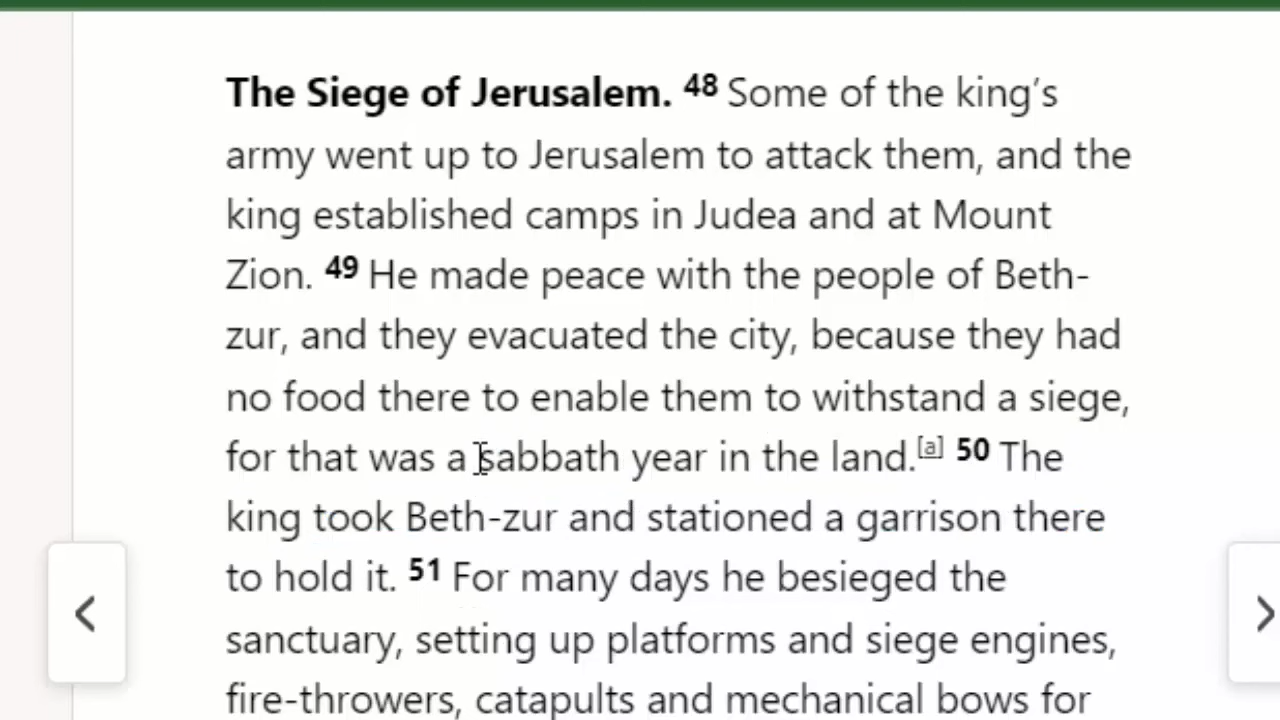 The Siege of Jerusalem. 48 Some of the king's
army went up to Jerusalem to attack them, and the
king established camps in Judea and at Mount
Zion. 49 He made peace with the people of Beth-
zur, and they evacuated the city, because they had
no food there to enable them to withstand a siege,
for that was a sabbath year in the land.[a] 50 The
king took Beth-zur and stationed a garrison there
to hold it. 51 For many days he besieged the
sanctuary, setting up platforms and siege engines,
fire-throwers, catapults and mechanical bows for